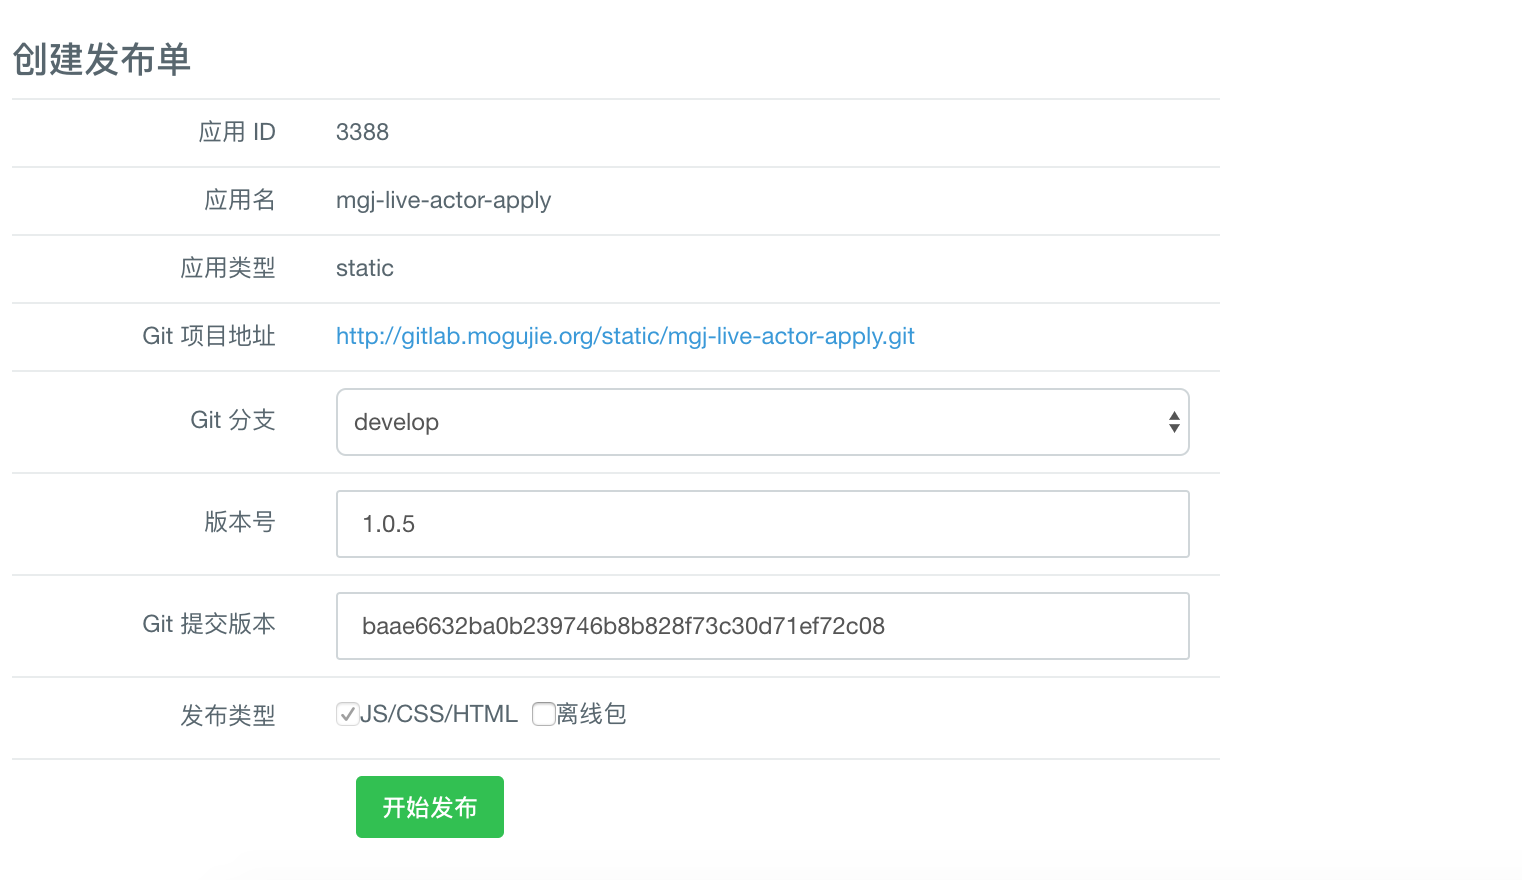 创建发布单
应用 ID 3388
应用名 mgj-live-actor-apply
应用类型 static
Git 项目地址 http://gitlab.mogujie.org/static/mgj-live-actor-apply.git
Git 分支 develop
版本号 1.0.5
Git 提交版本 baae6632ba0b239746b8b828f73c30d71ef72c08
发布类型 JS/CSS/HTML 离线包
开始发布